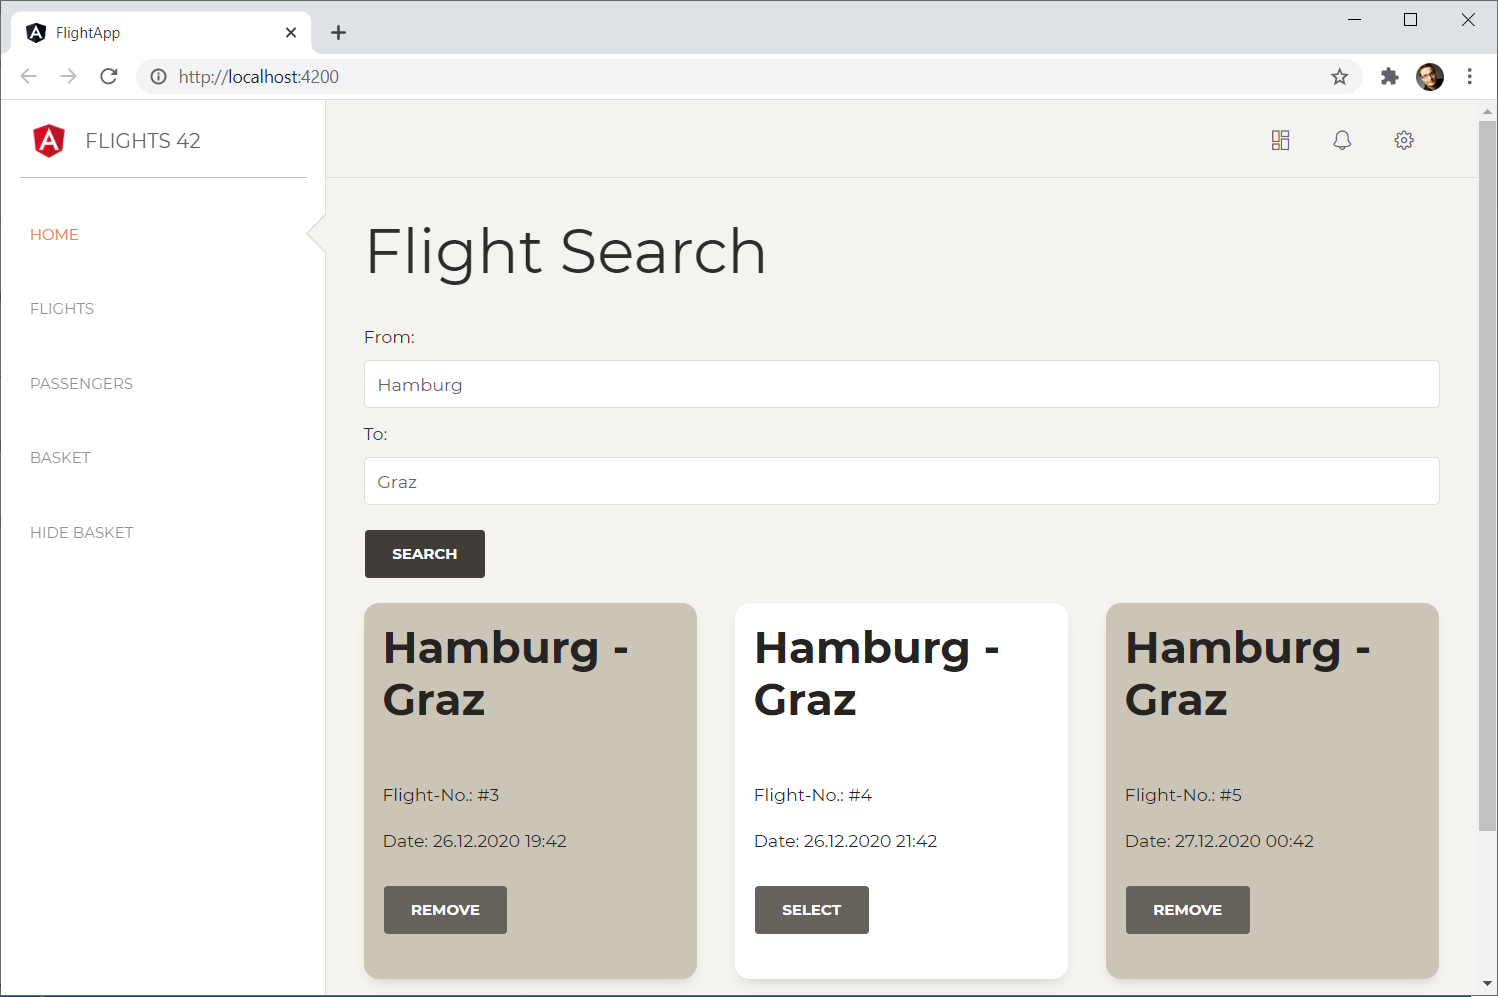 FlightApp
http://localhost:4200
FLIGHTS 42
HOME
FLIGHTS
PASSENGERS
BASKET
HIDE BASKET
Flight Search
From:
Hamburg
To:
Graz
SEARCH
Hamburg -
Graz
Flight-No.: #3
Date: 26.12.2020 19:42
REMOVE
Hamburg -
Graz
Flight-No.: #4
Date: 26.12.2020 21:42
SELECT
Hamburg -
Graz
Flight-No.: #5
Date: 27.12.2020 00:42
REMOVE